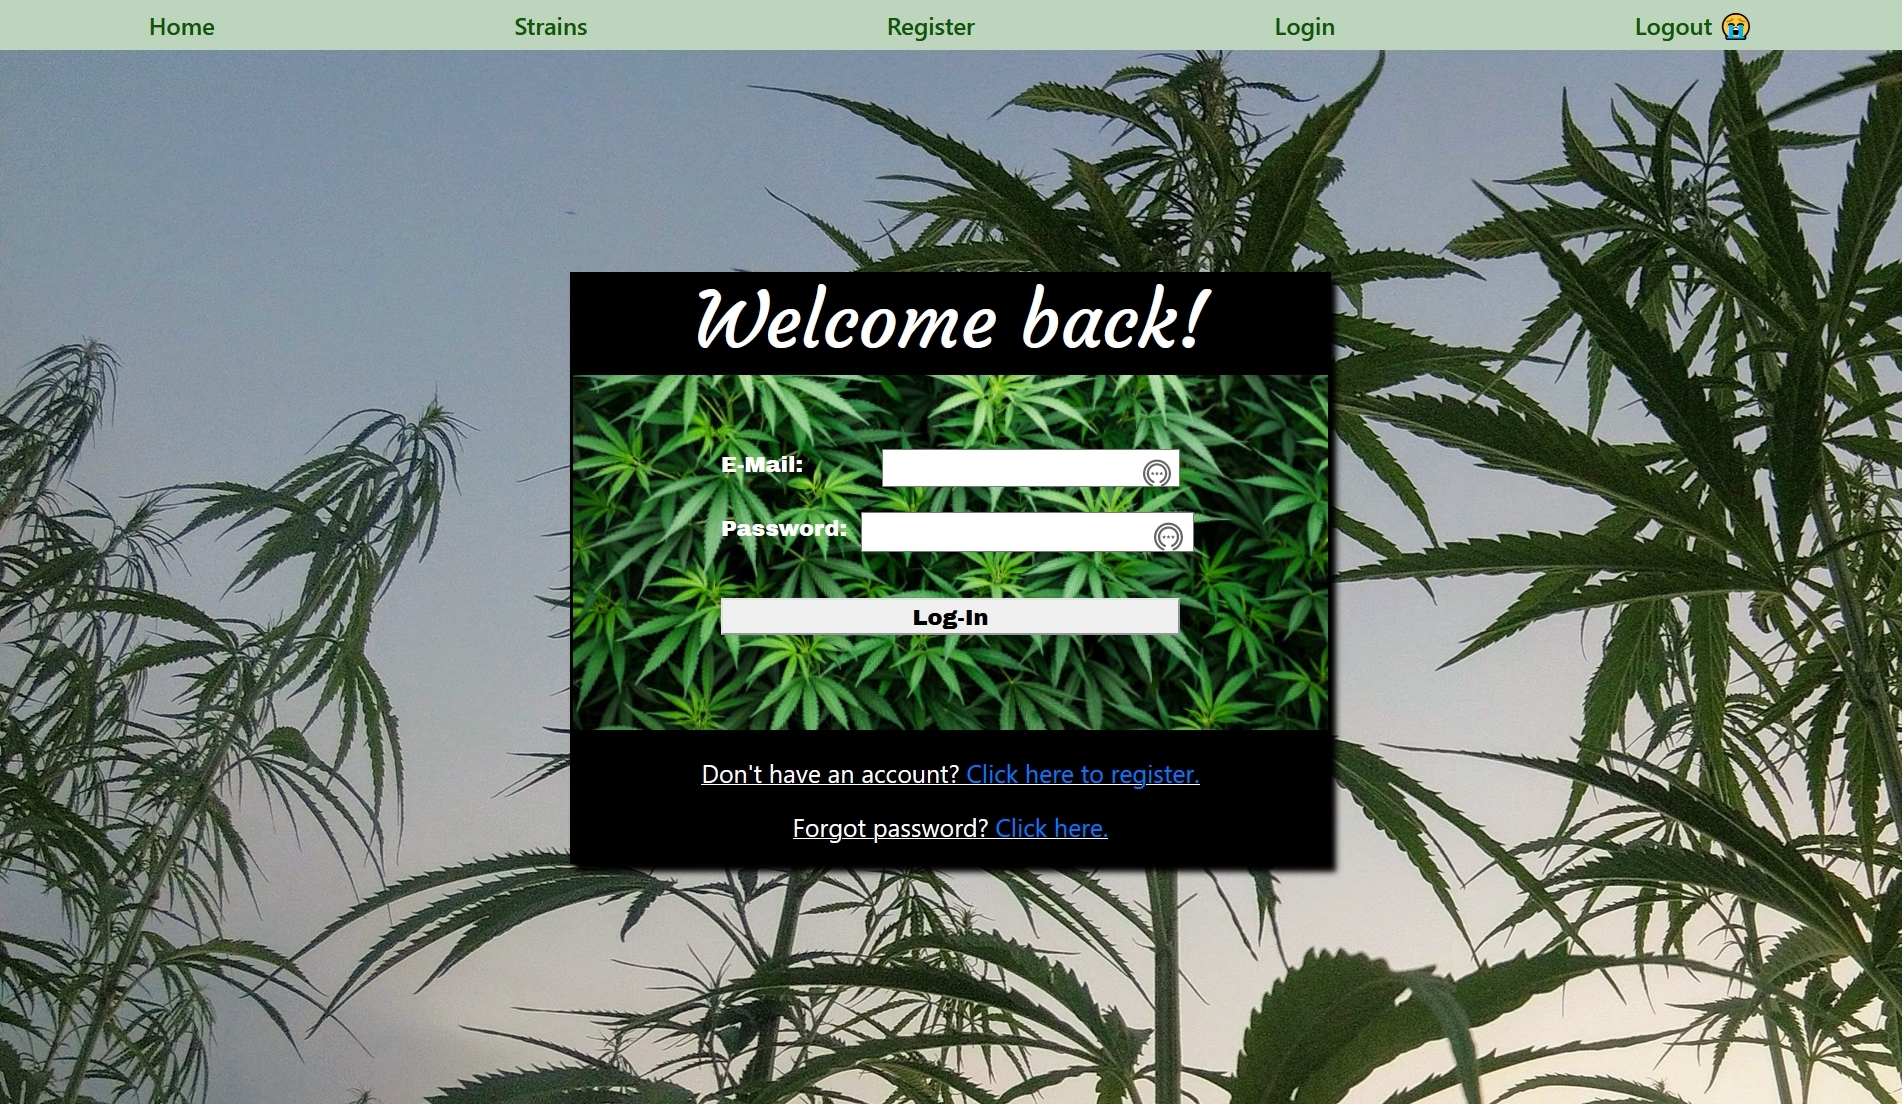 Home Strains Register Login Logout 😭
Welcome back!
E-Mail:
Password:
Log-In
Don't have an account? Click here to register.
Forgot password? Click here.